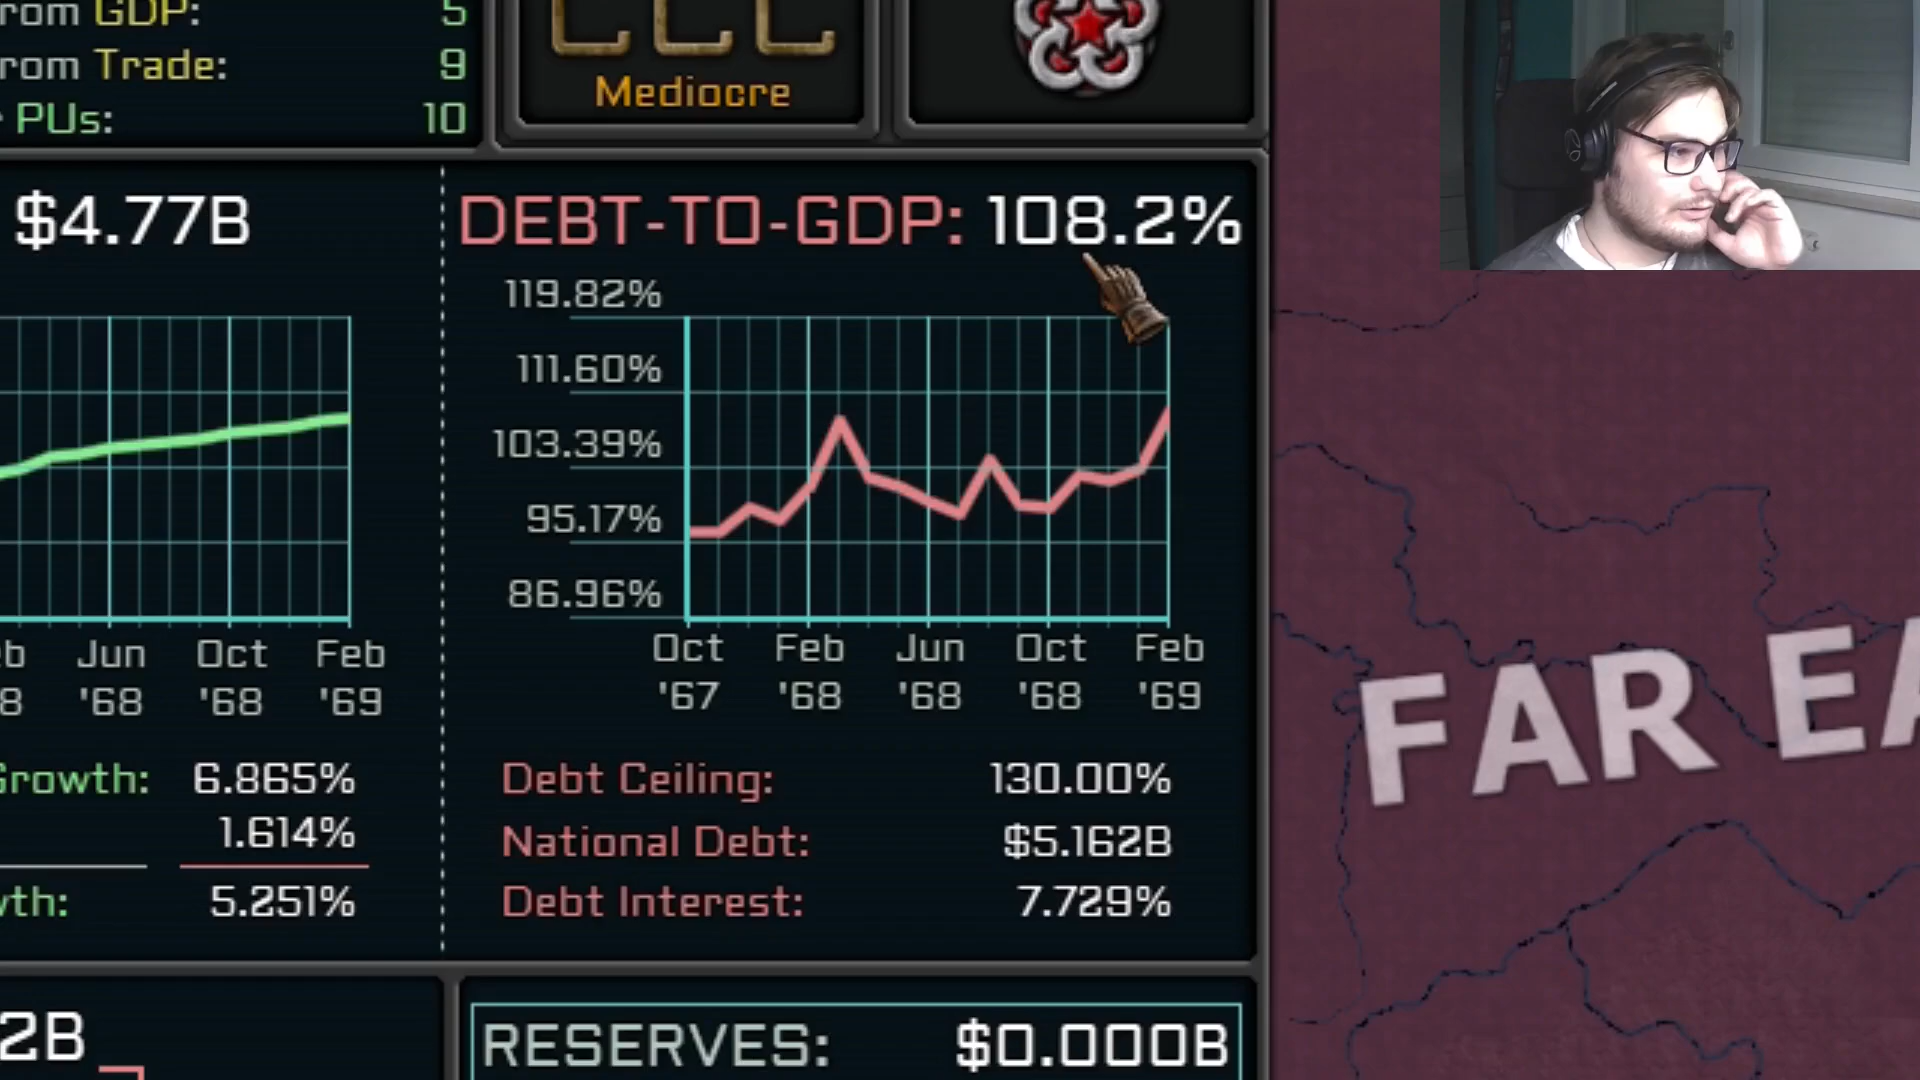 rom GDP: 5
rom Trade: 9
PUs: 10
Mediocre
$4.77B
DEBT-TO-GDP: 108.2%
119.82%
111.60%
103.39%
95.17%
86.96%
Jun Oct Feb
'68 '68 '69
Oct Feb Jun Oct Feb
'67 '68 '68 '68 '69
Growth: 6.865%
1.614%
wth: 5.251%
Debt Ceiling: 130.00%
National Debt: $5.162B
Debt Interest: 7.729%
FAR EA
2B
RESERVES: $0.000B